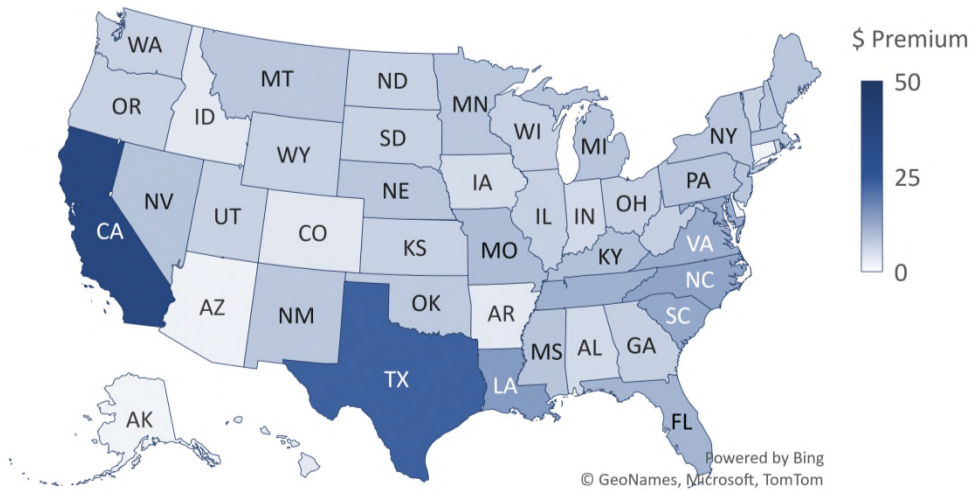 $ Premium
50
25
0
WA
MT
ND
MN
OR
ID
WY
SD
WI
MI
NY
NV
UT
CO
NE
IA
IL
IN
OH
PA
CA
KS
MO
KY
VA
NC
AZ
NM
OK
AR
SC
TX
LA
MS
AL
GA
AK
FL
Powered by Bing
© GeoNames, Microsoft, TomTom